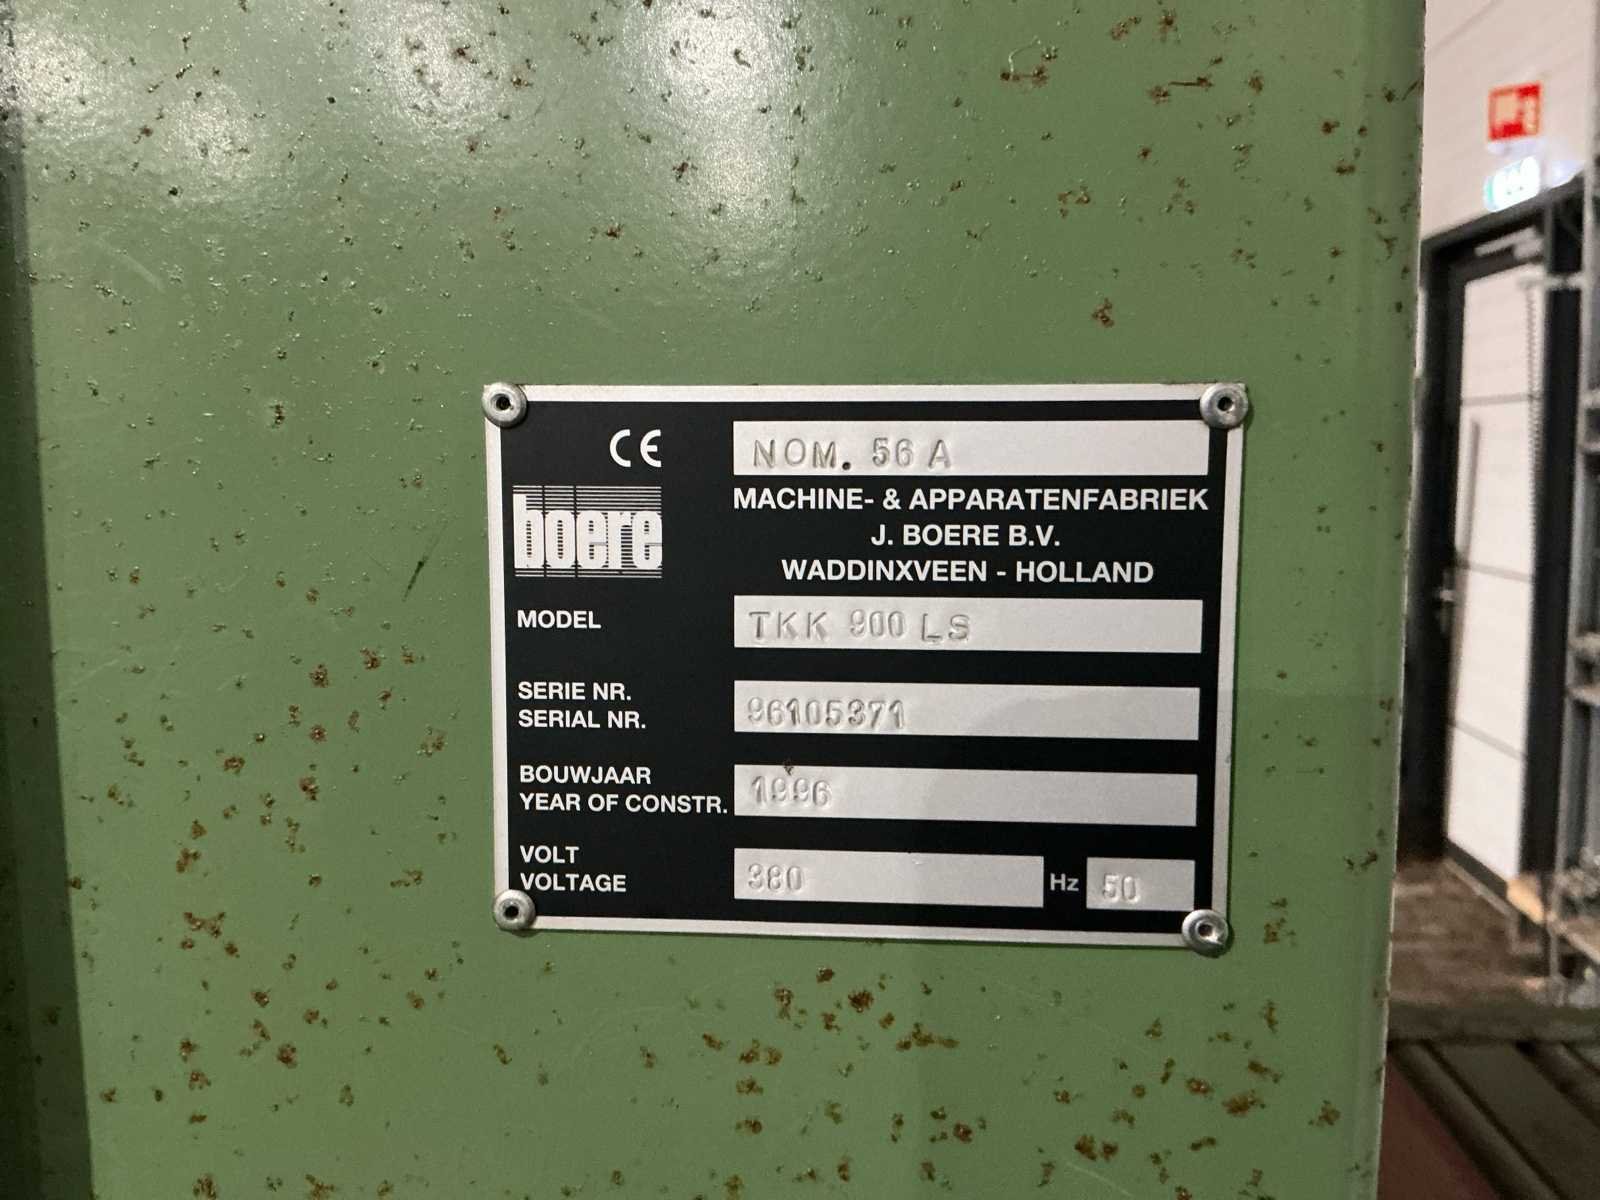 CE
NOM. 56 A
boere
MACHINE- & APPARATENFABRIEK
J. BOERE B.V.
WADDINXVEEN - HOLLAND
MODEL
TKK 900 LS
SERIE NR.
SERIAL NR.
96105371
BOUWJAAR
YEAR OF CONSTR.
1996
VOLT
VOLTAGE
380
Hz
50